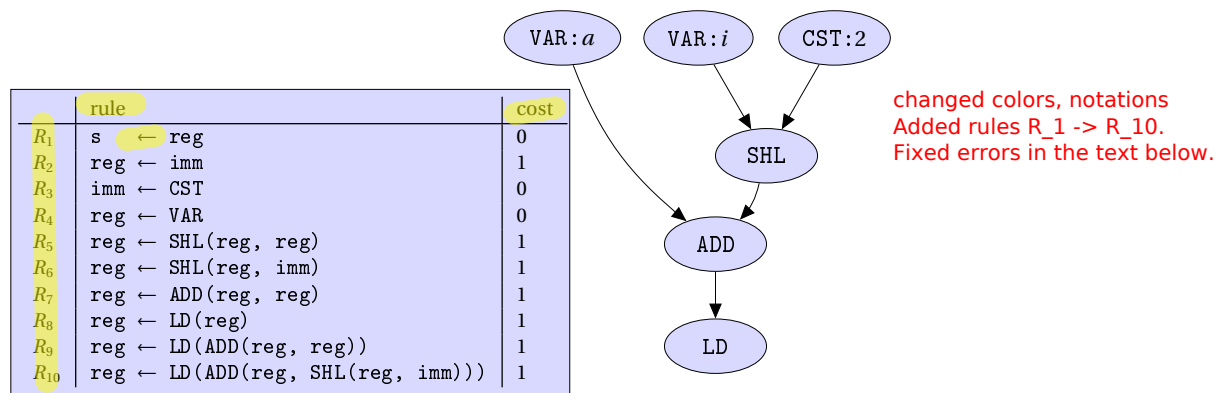 VAR:a VAR:i CST:2
rule cost
R1 s ← reg 0
R2 reg ← imm 1
R3 imm ← CST 0
R4 reg ← VAR 0
R5 reg ← SHL(reg, reg) 1
R6 reg ← SHL(reg, imm) 1
R7 reg ← ADD(reg, reg) 1
R8 reg ← LD(reg) 1
R9 reg ← LD(ADD(reg, reg)) 1
R10 reg ← LD(ADD(reg, SHL(reg, imm))) 1
SHL
ADD
LD
changed colors, notations
Added rules R_1 -> R_10.
Fixed errors in the text below.